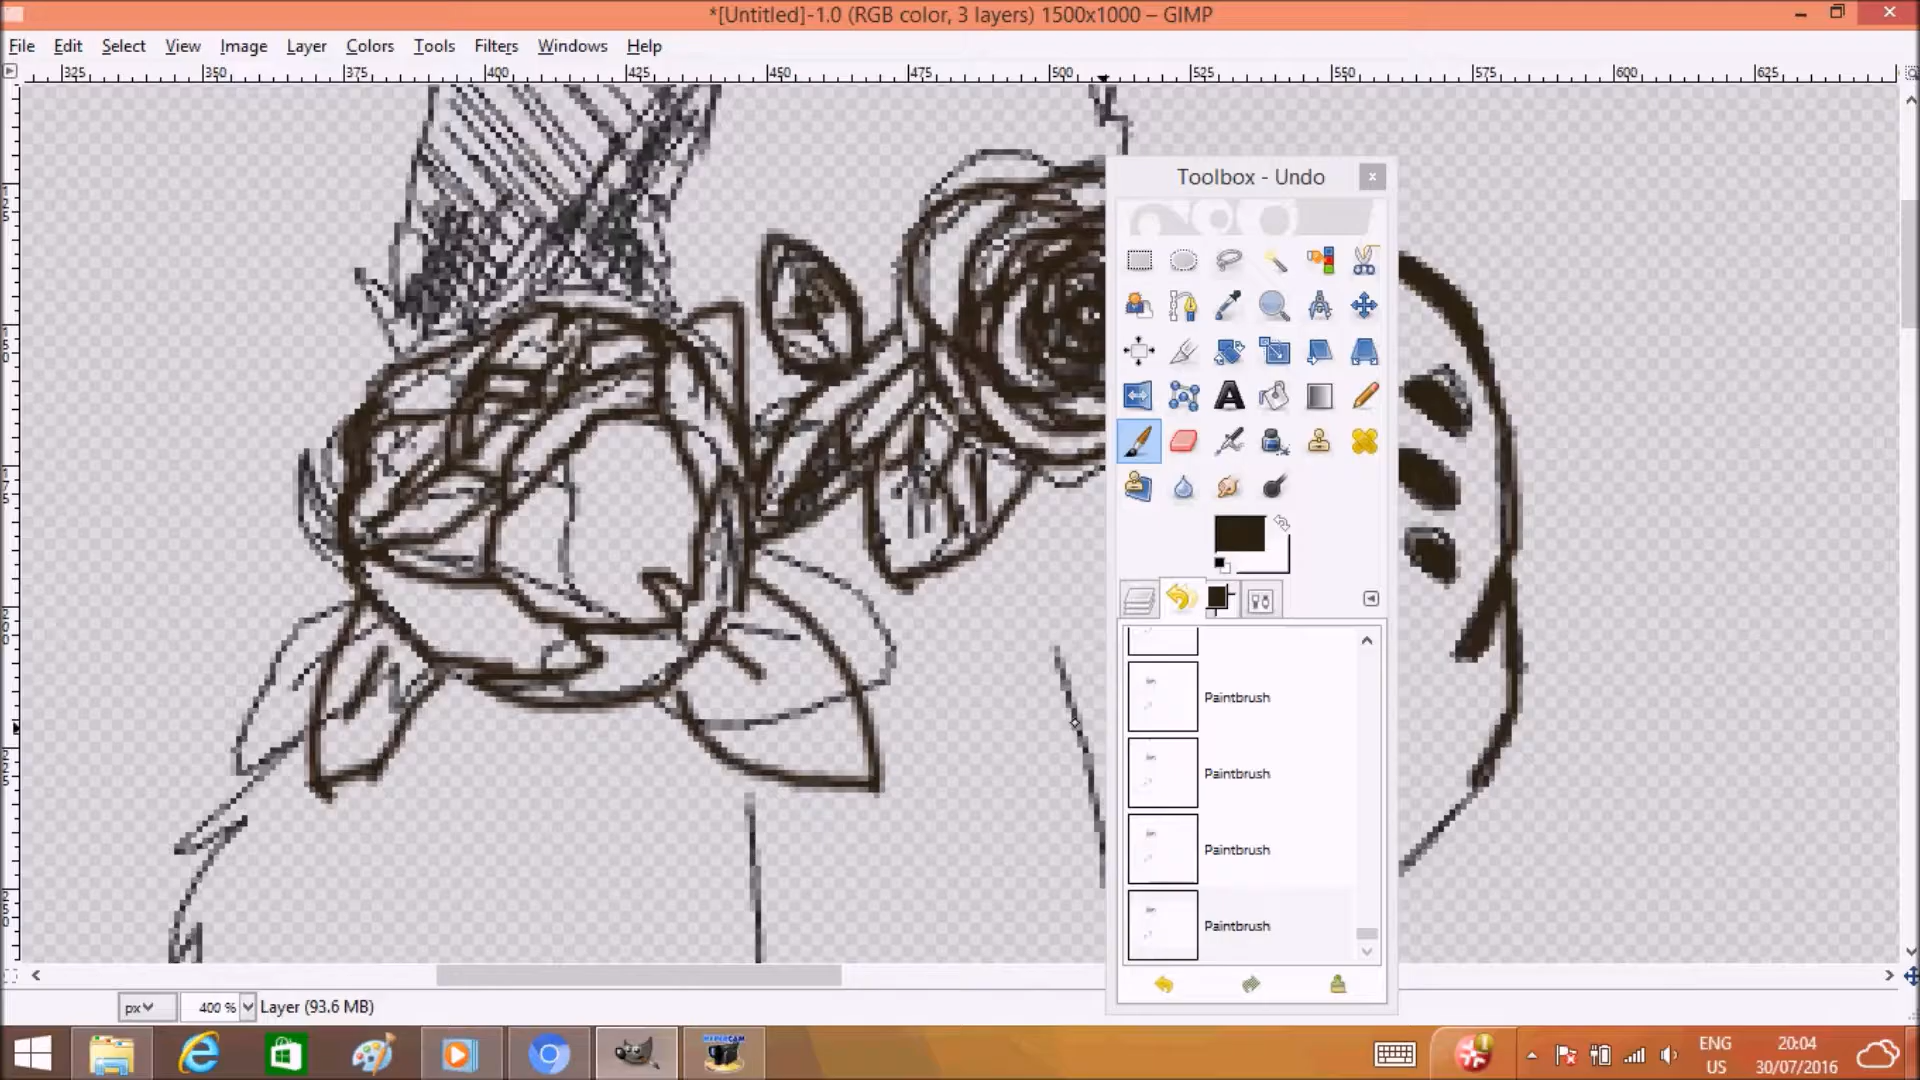 *[Untitled]-1.0 (RGB color, 3 layers) 1500x1000 – GIMP
File Edit Select View Image Layer Colors Tools Filters Windows Help
325 350 375 400 425 450 475 500 525 550 575 600 625
Toolbox - Undo
Paintbrush
Paintbrush
Paintbrush
Paintbrush
px 400 % Layer (93.6 MB)
HYPERCAM
ENG
US
20:04
30/07/2016